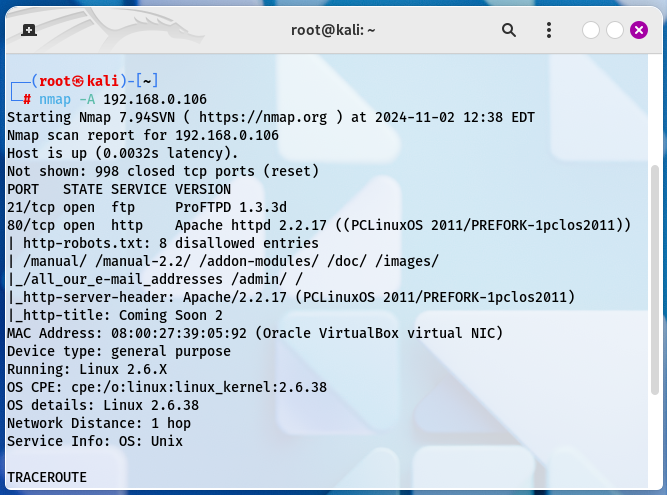 root@kali: ~
┌──(root㉿kali)-[~]
└─# nmap -A 192.168.0.106
Starting Nmap 7.94SVN ( https://nmap.org ) at 2024-11-02 12:38 EDT
Nmap scan report for 192.168.0.106
Host is up (0.0032s latency).
Not shown: 998 closed tcp ports (reset)
PORT   STATE SERVICE VERSION
21/tcp open  ftp     ProFTPD 1.3.3d
80/tcp open  http    Apache httpd 2.2.17 ((PCLinuxOS 2011/PREFORK-1pclos2011))
| http-robots.txt: 8 disallowed entries
| /manual/ /manual-2.2/ /addon-modules/ /doc/ /images/
|_/all_our_e-mail_addresses /admin/ /
|_http-server-header: Apache/2.2.17 (PCLinuxOS 2011/PREFORK-1pclos2011)
|_http-title: Coming Soon 2
MAC Address: 08:00:27:39:05:92 (Oracle VirtualBox virtual NIC)
Device type: general purpose
Running: Linux 2.6.X
OS CPE: cpe:/o:linux:linux_kernel:2.6.38
OS details: Linux 2.6.38
Network Distance: 1 hop
Service Info: OS: Unix
TRACEROUTE